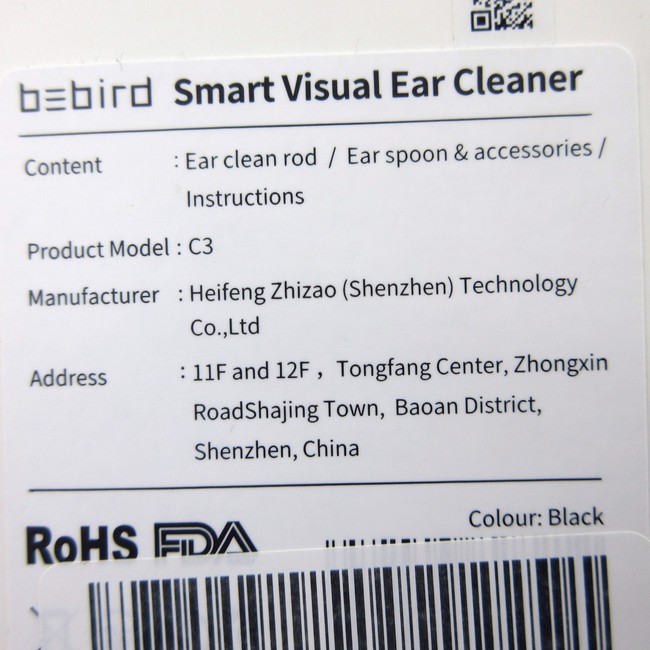 bebird Smart Visual Ear Cleaner
Content : Ear clean rod / Ear spoon & accessories /
Instructions
Product Model : C3
Manufacturer : Heifeng Zhizao (Shenzhen) Technology
Co.,Ltd
Address : 11F and 12F ，Tongfang Center, Zhongxin
RoadShajing Town, Baoan District,
Shenzhen, China
Colour: Black
RoHS FDA